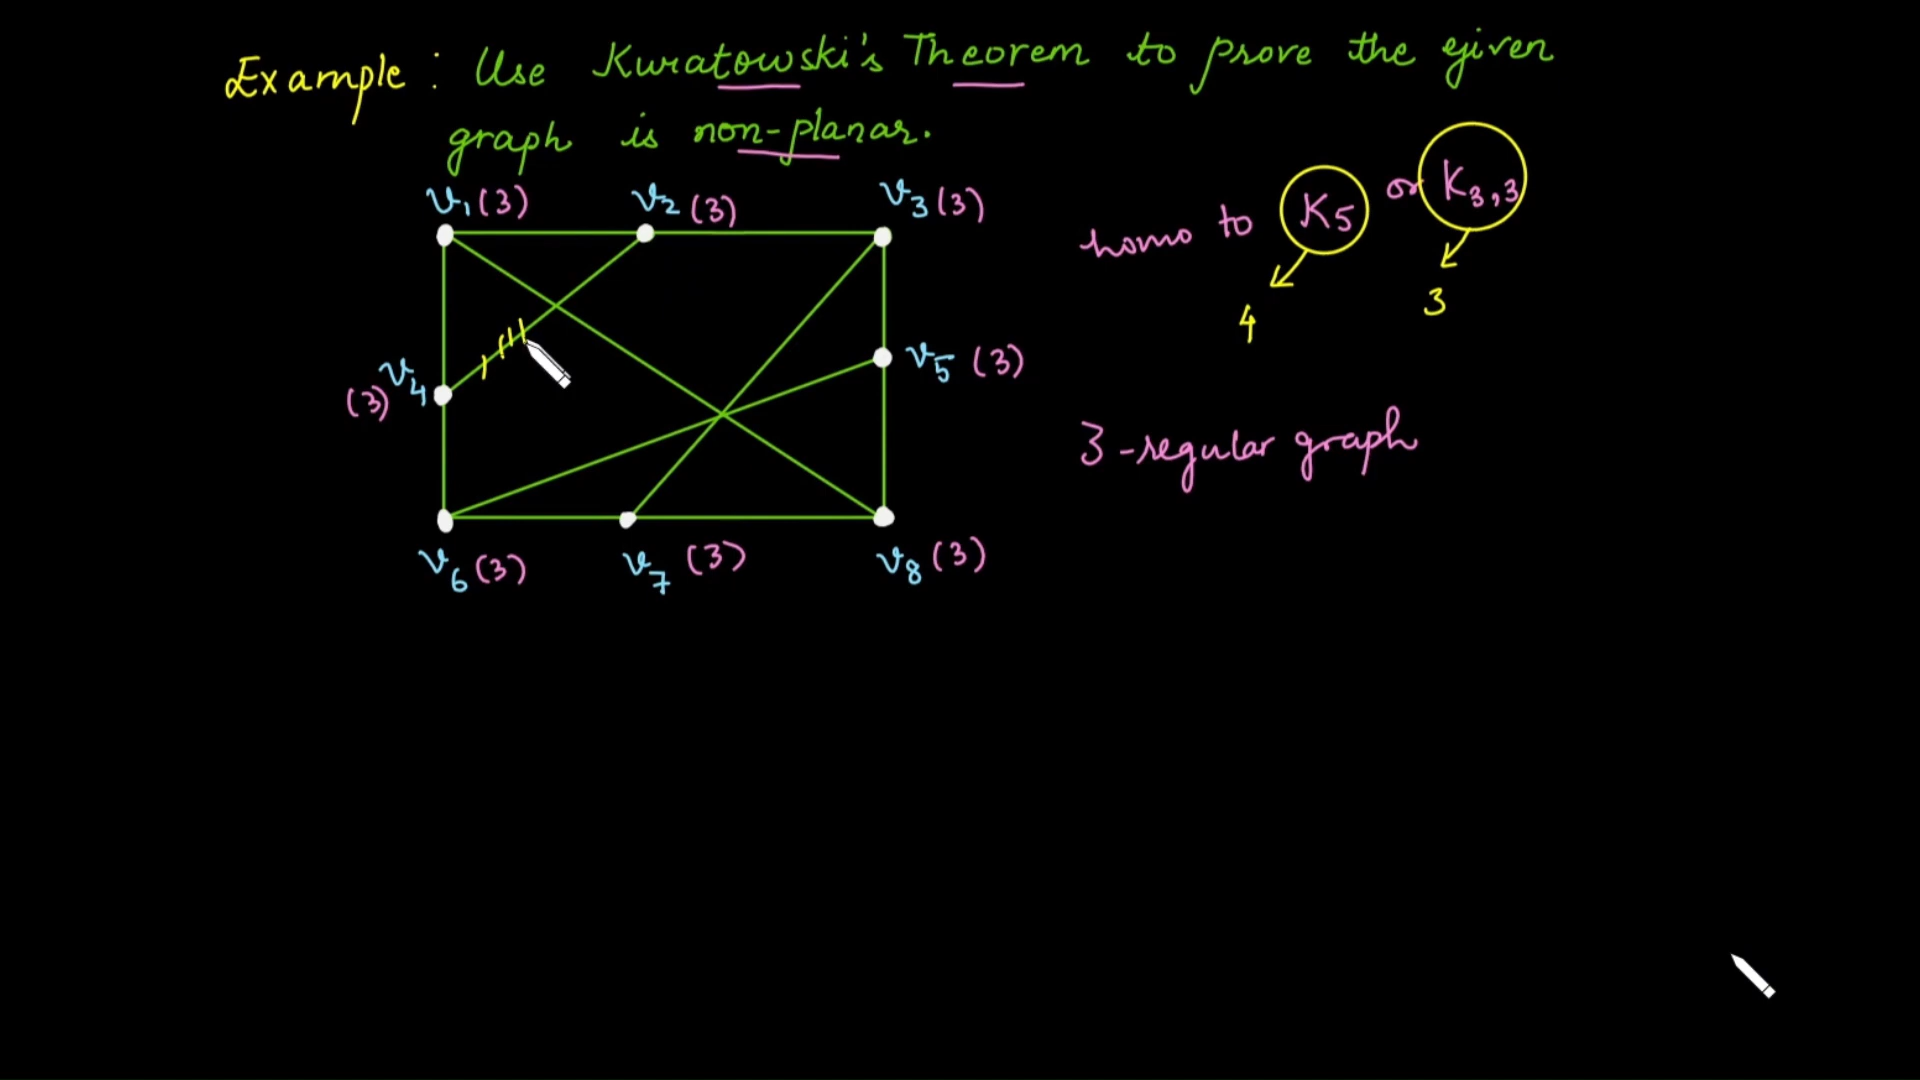 Example : Use Kuratowski's Theorem to prove the given
graph is non-planar.
v1 (3) v2 (3) v3 (3)
homo to K5 or K3,3
4 3
(3) v4 v5 (3)
3-regular graph
v6 (3) v7 (3) v8 (3)